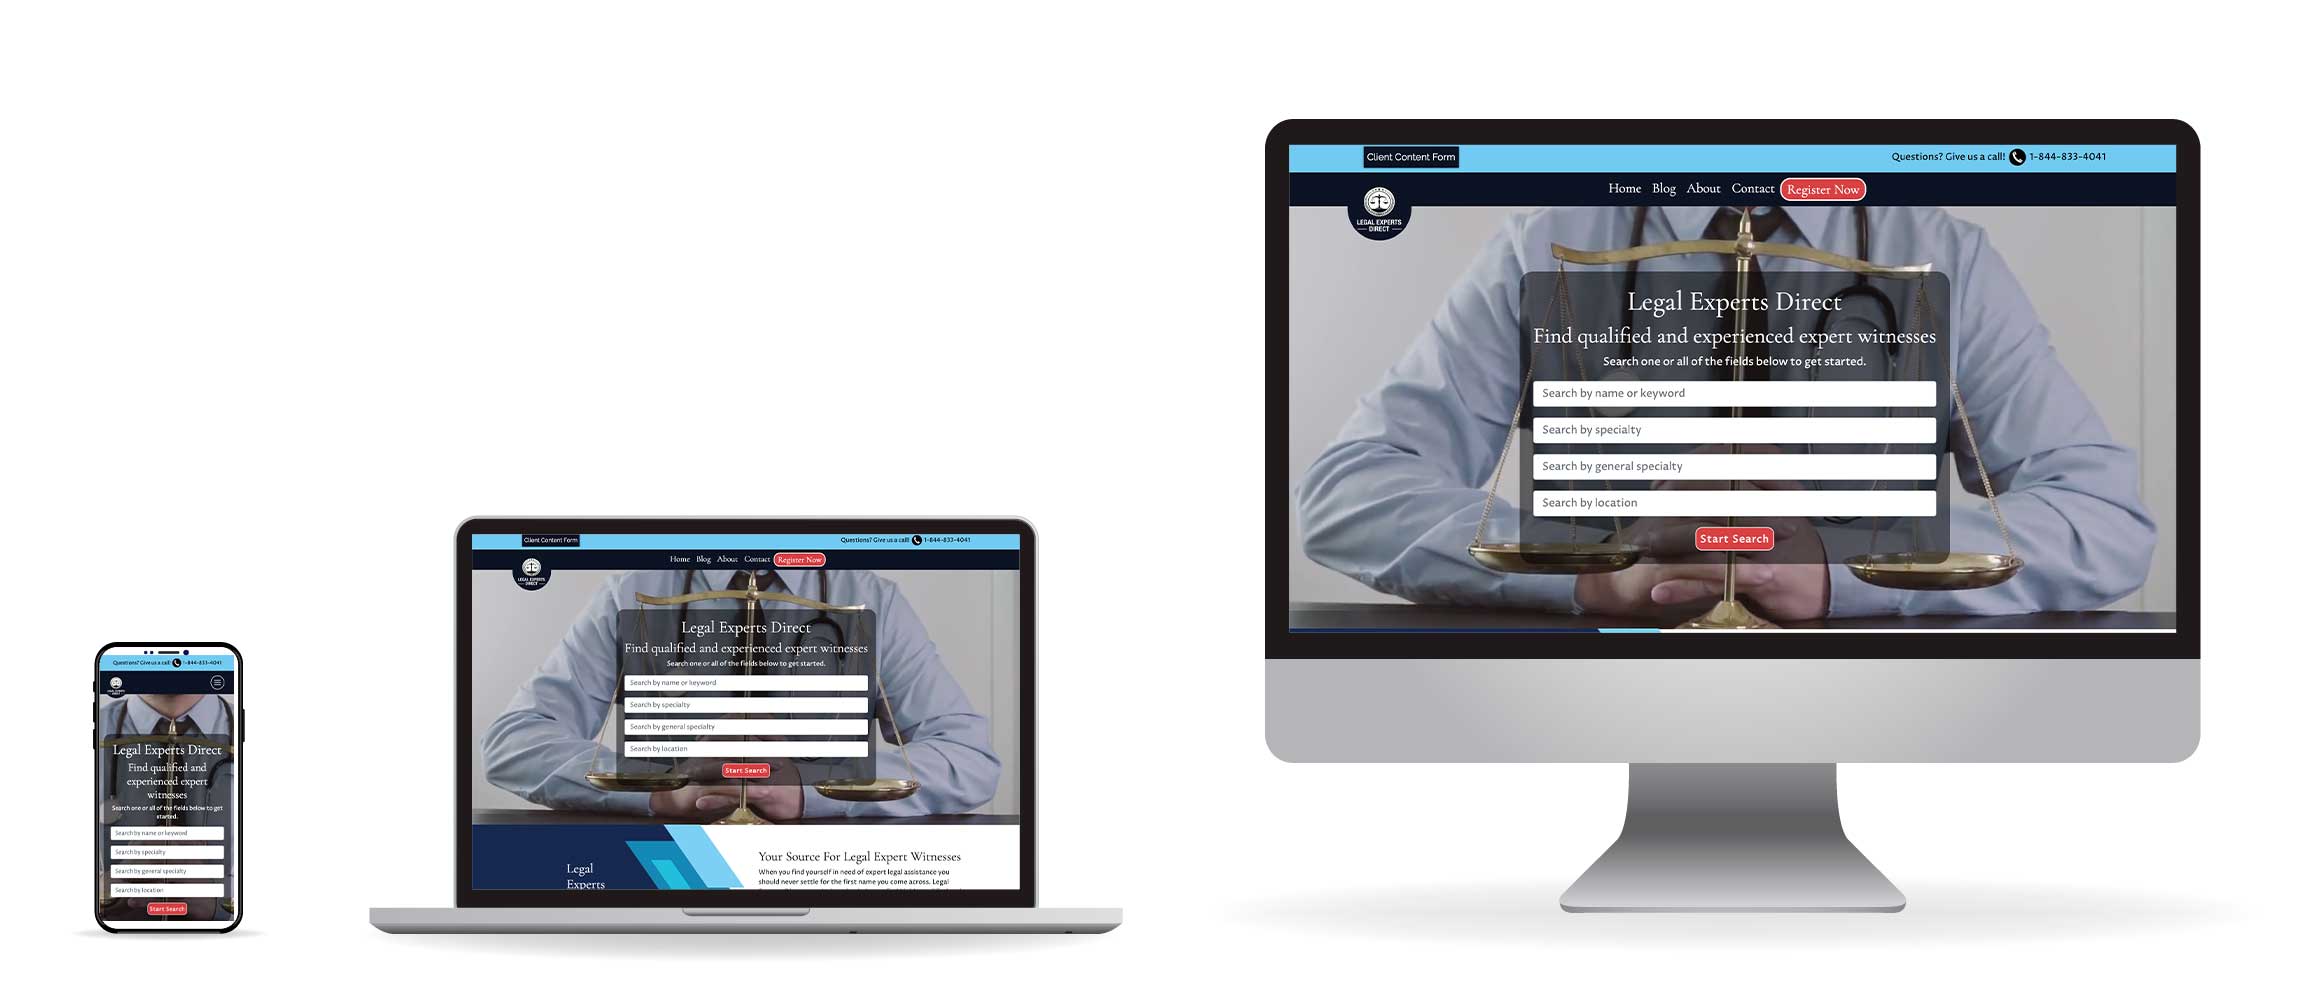 Questions? Give us a call! 1-844-833-4041
LEGAL EXPERTS
DIRECT
Legal Experts Direct
Find qualified and
experienced expert
witnesses
Search one or all of the fields below to get
started.
Search by name or keyword
Search by specialty
Search by general specialty
Search by location
Start Search
Client Content Form
Questions? Give us a call! 1-844-833-4041
Home Blog About Contact Register Now
LEGAL EXPERTS
DIRECT
Legal Experts Direct
Find qualified and experienced expert witnesses
Search one or all of the fields below to get started.
Search by name or keyword
Search by specialty
Search by general specialty
Search by location
Start Search
Legal
Experts
Your Source For Legal Expert Witnesses
When you find yourself in need of expert legal assistance you
should never settle for the first name you come across. Legal
Client Content Form
Questions? Give us a call! 1-844-833-4041
Home Blog About Contact Register Now
LEGAL EXPERTS
DIRECT
Legal Experts Direct
Find qualified and experienced expert witnesses
Search one or all of the fields below to get started.
Search by name or keyword
Search by specialty
Search by general specialty
Search by location
Start Search